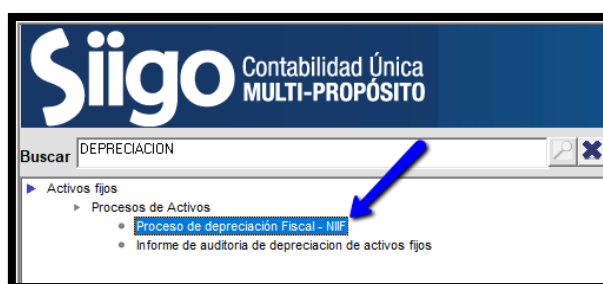 Siigo
Contabilidad Única
MULTI-PROPÓSITO
Buscar DEPRECIACION
Activos fijos
Procesos de Activos
Proceso de depreciación Fiscal - NIIF
Informe de auditoria de depreciacion de activos fijos